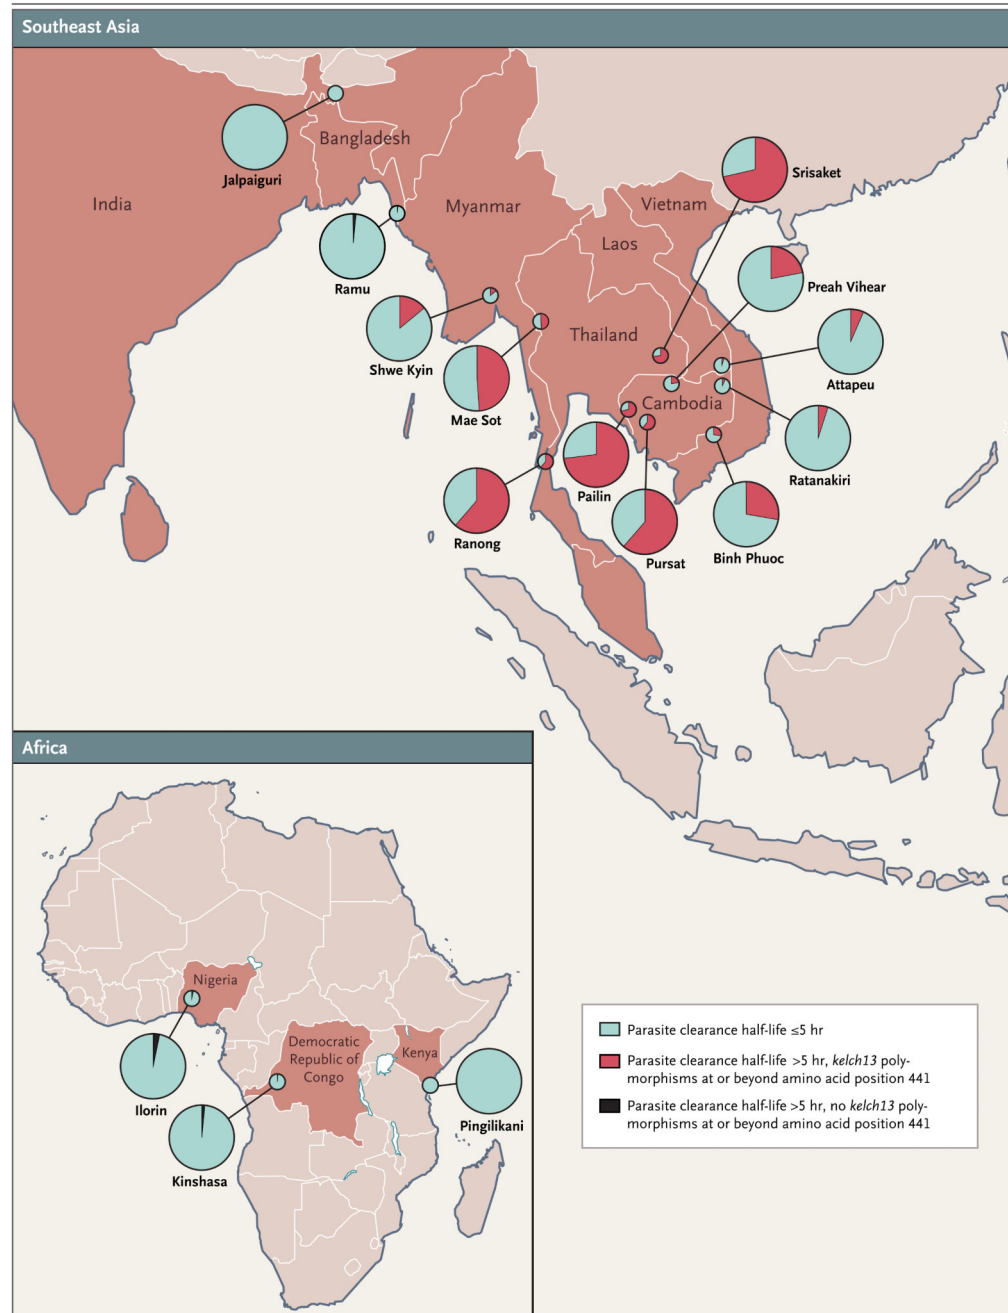 Southeast Asia
India
Bangladesh
Myanmar
Vietnam
Laos
Thailand
Cambodia
Jalpaiguri
Ramu
Shwe Kyin
Mae Sot
Ranong
Srisaket
Preah Vihear
Attapeu
Ratanakiri
Pailin
Pursat
Binh Phuoc
Africa
Nigeria
Democratic
Republic of
Congo
Kenya
Ilorin
Kinshasa
Pingilikani
Parasite clearance half-life ≤5 hr
Parasite clearance half-life >5 hr, kelch13 poly-
morphisms at or beyond amino acid position 441
Parasite clearance half-life >5 hr, no kelch13 poly-
morphisms at or beyond amino acid position 441